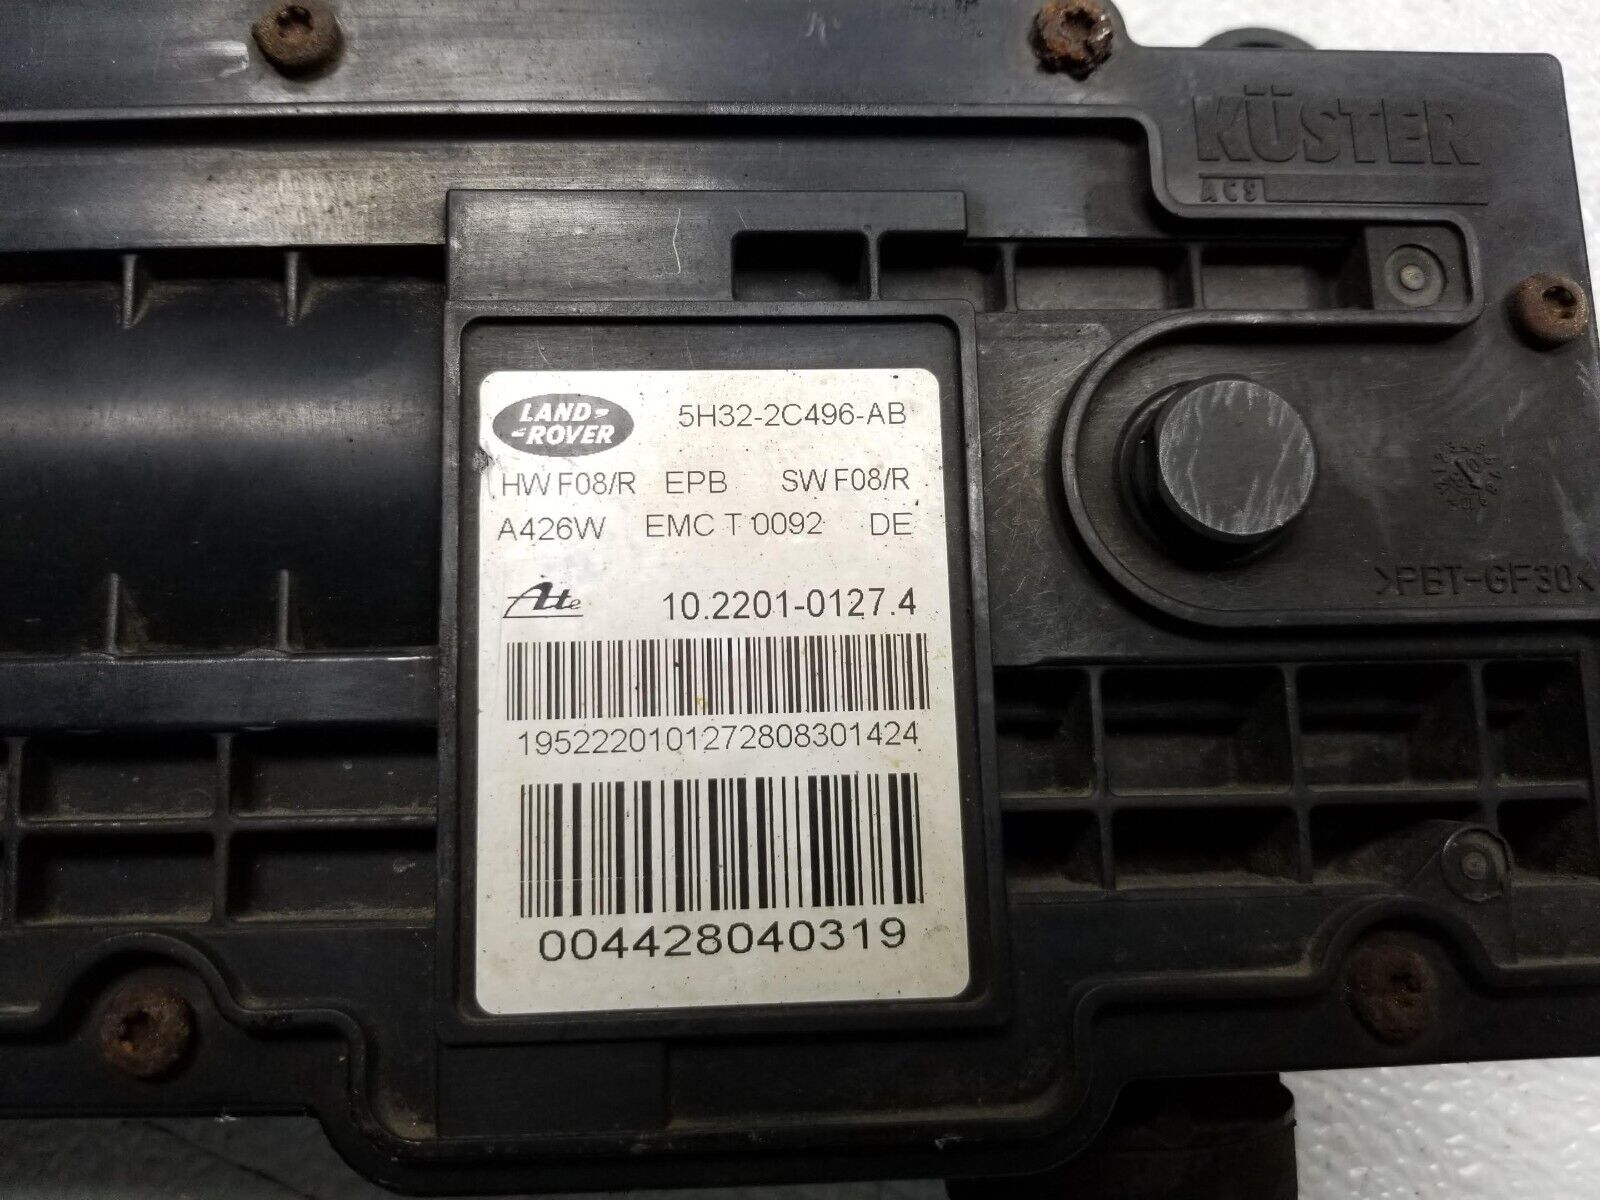 KÜSTER
ACS
LAND-
-ROVER
5H32-2C496-AB
HW F08/R EPB SW F08/R
A426W EMC T 0092 DE
Ate 10.2201-0127.4
1952220101272808301424
004428040319
>PBT-GF30<